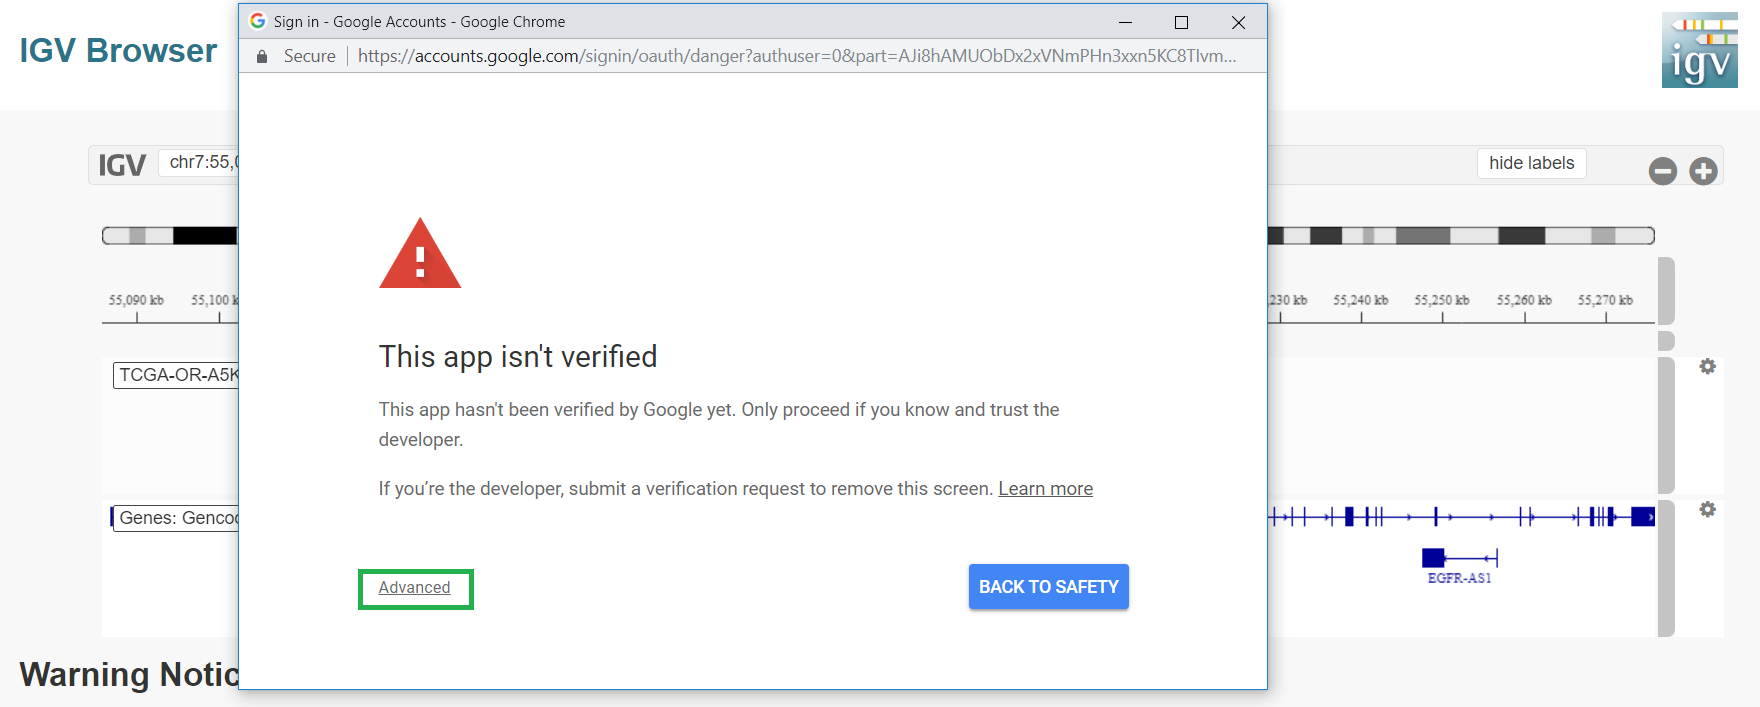 Sign in - Google Accounts - Google Chrome
Secure https://accounts.google.com/signin/oauth/danger?authuser=0&part=AJi8hAMUObDx2xVNmPHn3xxn5KC8TIvm...
IGV Browser
igv
IGV chr7:55,0
hide labels
55,090 kb 55,100 k
230 kb 55,240 kb 55,250 kb 55,260 kb 55,270 kb
This app isn't verified
TCGA-OR-A5K
This app hasn't been verified by Google yet. Only proceed if you know and trust the
developer.
If you’re the developer, submit a verification request to remove this screen. Learn more
Genes: Gencod
EGFR-AS1
Advanced
BACK TO SAFETY
Warning Notic